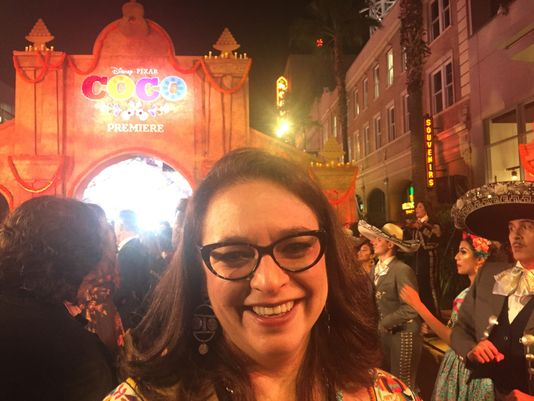 Disney · PIXAR
COCO
PREMIERE
SOUVENIRS